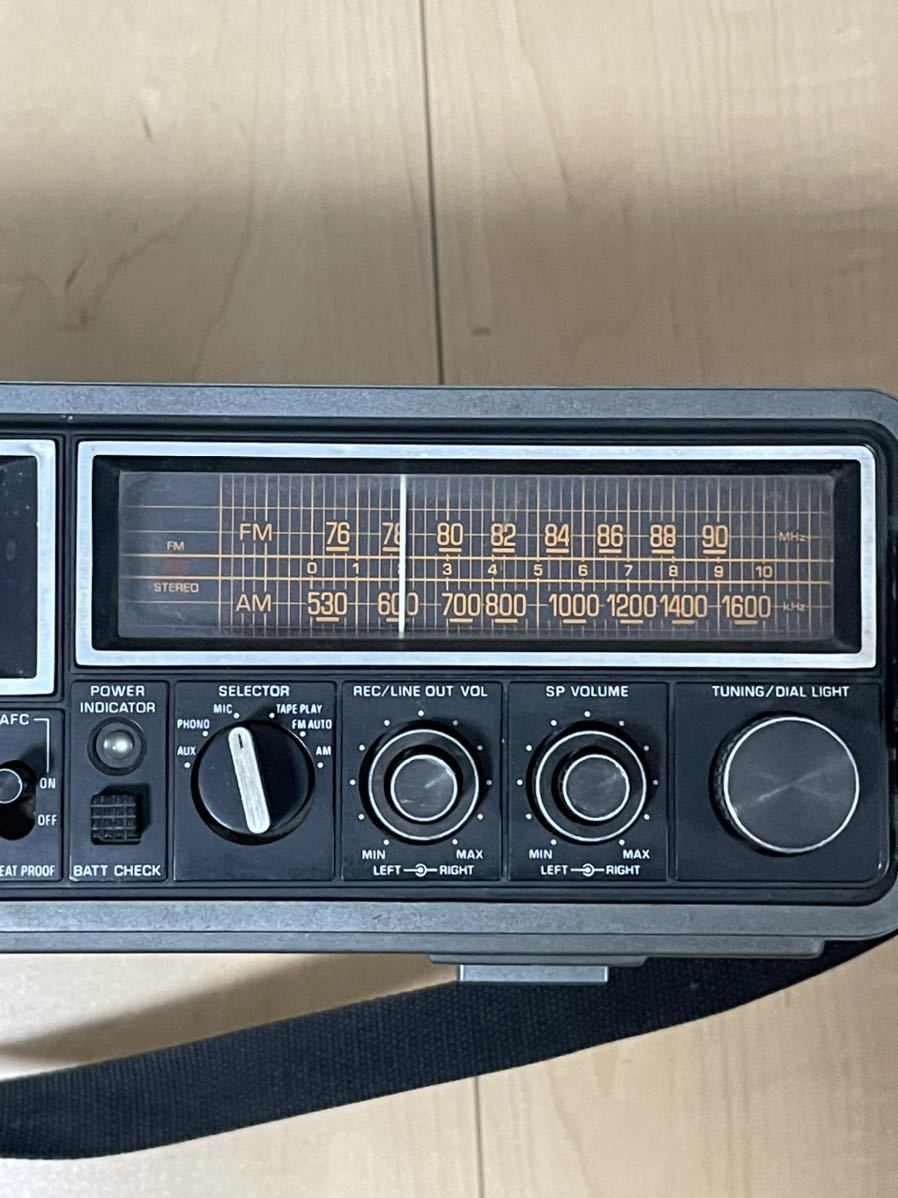 FM 76 78 80 82 84 86 88 90 MHz
FM
0 1 2 3 4 5 6 7 8 9 10
STEREO
AM 530 600 700 800 1000 1200 1400 1600 kHz
AFC
ON
OFF
EAT PROOF
POWER
INDICATOR
BATT CHECK
SELECTOR
MIC TAPE PLAY
PHONO FM AUTO
AUX AM
REC/LINE OUT VOL
MIN MAX
LEFT RIGHT
SP VOLUME
MIN MAX
LEFT RIGHT
TUNING/DIAL LIGHT